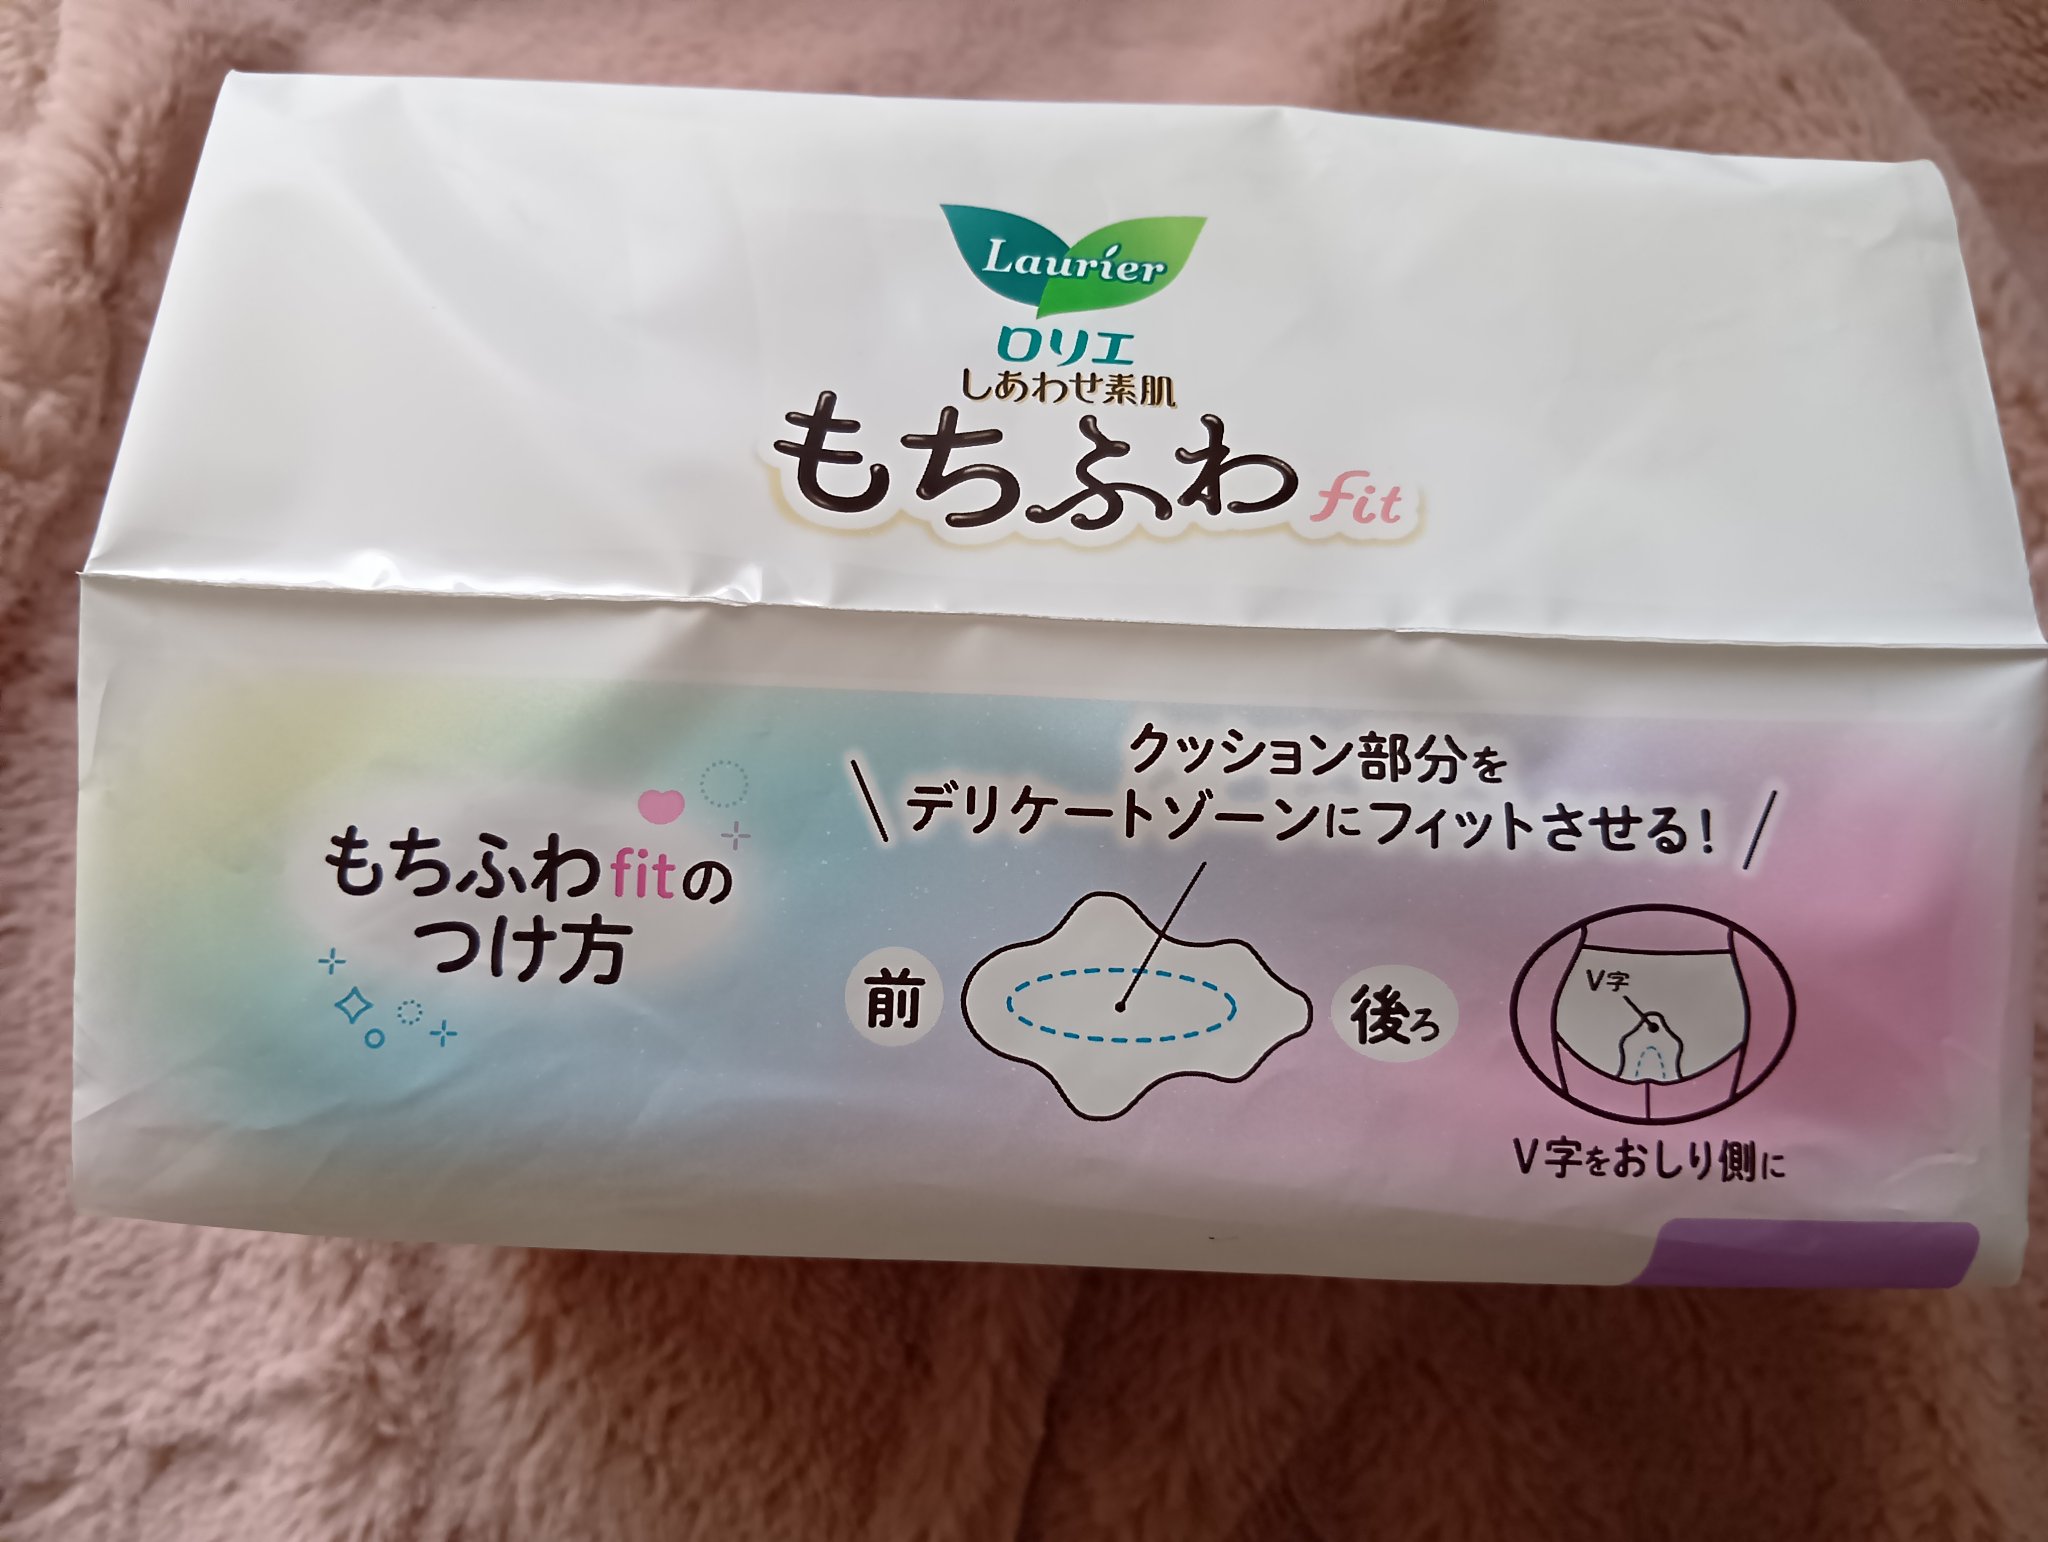 Laurier
ロリエ
しあわせ素肌
もちふわfit
もちふわfitの
つけ方
クッション部分を
デリケートゾーンにフィットさせる!
前
後ろ
V字
V字をおしり側に